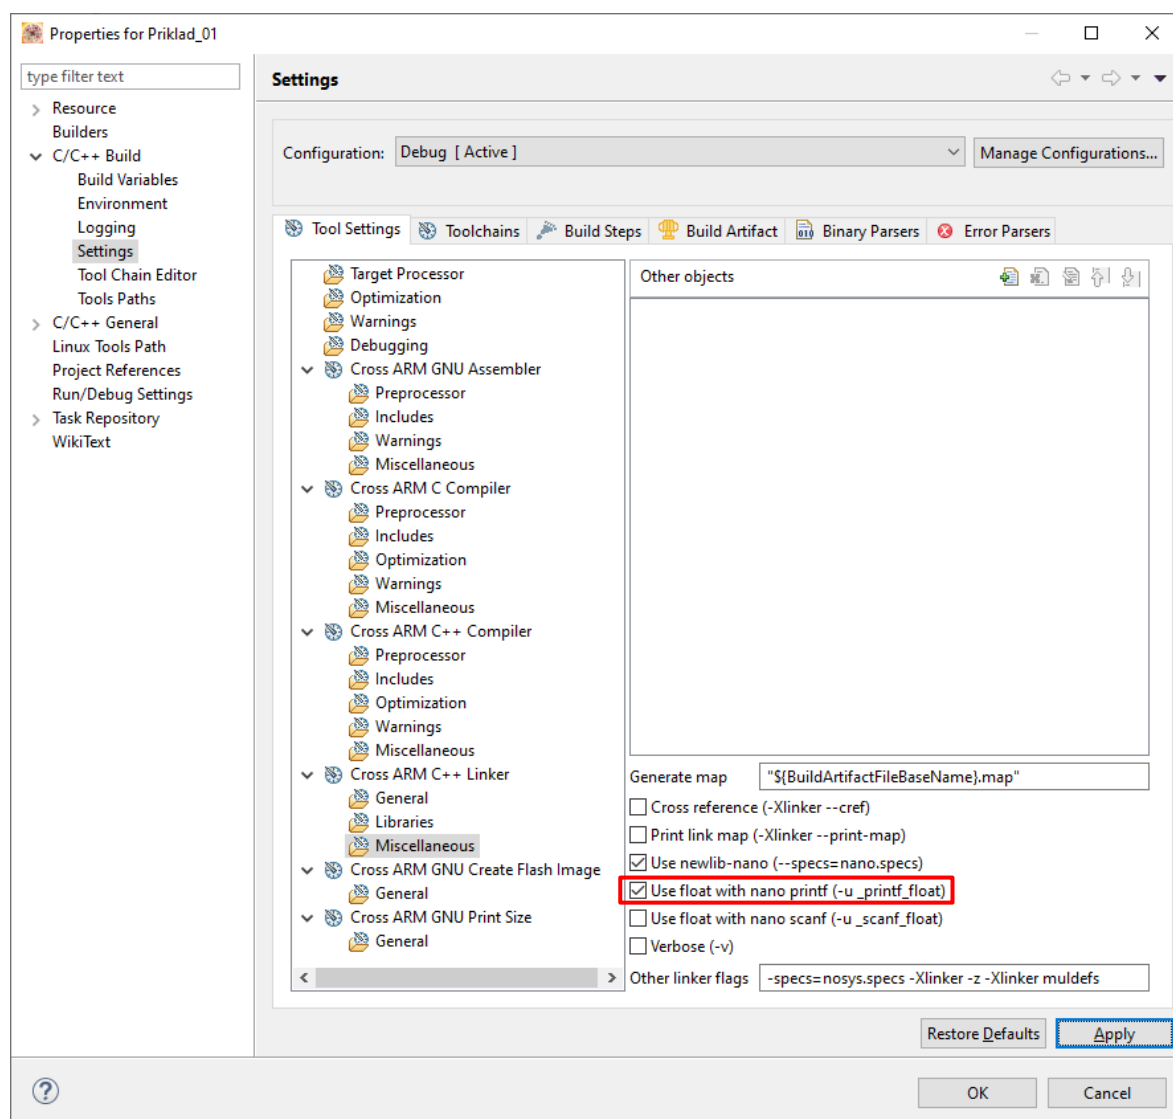 Properties for Priklad_01
type filter text
Resource
Builders
C/C++ Build
Build Variables
Environment
Logging
Settings
Tool Chain Editor
Tools Paths
C/C++ General
Linux Tools Path
Project References
Run/Debug Settings
Task Repository
WikiText
Settings
Configuration: Debug [ Active ] Manage Configurations...
Tool Settings Toolchains Build Steps Build Artifact Binary Parsers Error Parsers
Target Processor
Optimization
Warnings
Debugging
Cross ARM GNU Assembler
Preprocessor
Includes
Warnings
Miscellaneous
Cross ARM C Compiler
Preprocessor
Includes
Optimization
Warnings
Miscellaneous
Cross ARM C++ Compiler
Preprocessor
Includes
Optimization
Warnings
Miscellaneous
Cross ARM C++ Linker
General
Libraries
Miscellaneous
Cross ARM GNU Create Flash Image
General
Cross ARM GNU Print Size
General
Other objects
Generate map "${BuildArtifactFileBaseName}.map"
Cross reference (-Xlinker --cref)
Print link map (-Xlinker --print-map)
Use newlib-nano (--specs=nano.specs)
Use float with nano printf (-u _printf_float)
Use float with nano scanf (-u _scanf_float)
Verbose (-v)
Other linker flags -specs=nosys.specs -Xlinker -z -Xlinker muldefs
Restore Defaults Apply
OK Cancel